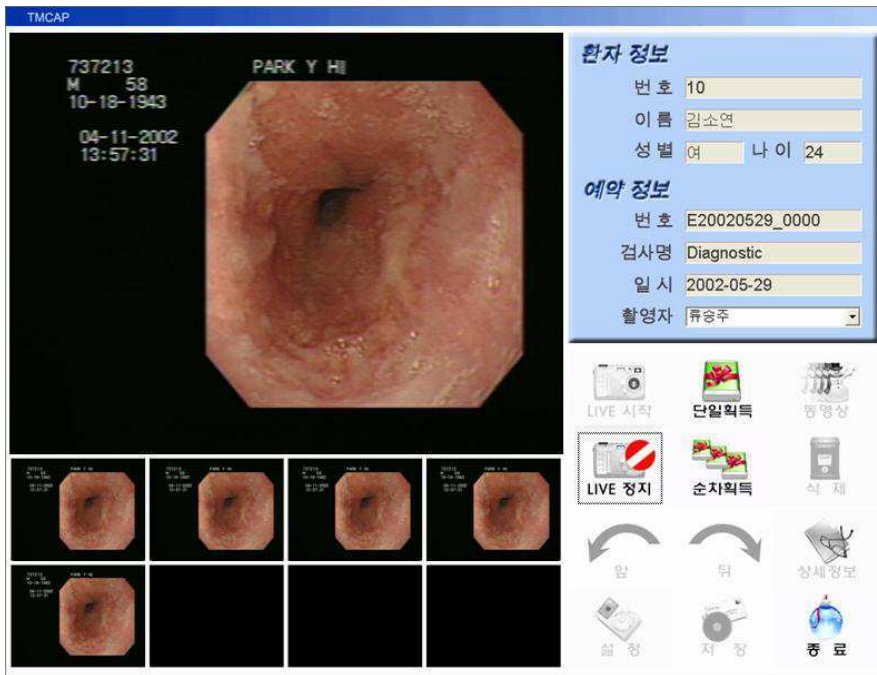 TMCAP
737213
PARK Y H
M 58
10-18-1943
04-11-2002
13:57:31
환자 정보
번 호 10
이 름 김소연
성 별 여 나 이 24
예약 정보
번 호 E20020529_0000
검사명 Diagnostic
일 시 2002-05-29
촬영자 류승주
LIVE 시작 단일획득 동영상
LIVE 정지 순차획득 삭 제
앞 뒤 상세정보
설 정 저 장 종 료